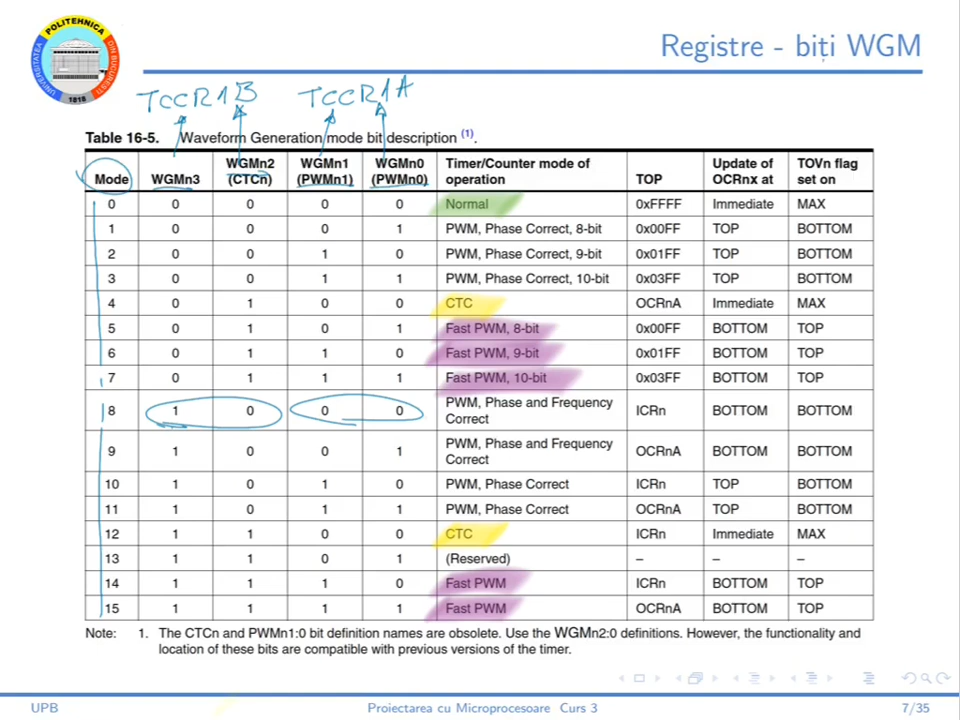 UNIVERSITATEA POLITEHNICA DIN BUCUREȘTI
1818
Registre - biți WGM
TCCR1B TCCR1A
Table 16-5. Waveform Generation mode bit description (1).
Mode WGMn3 WGMn2 (CTCn) WGMn1 (PWMn1) WGMn0 (PWMn0) Timer/Counter mode of operation TOP Update of OCRnx at TOVn flag set on
0 0 0 0 0 Normal 0xFFFF Immediate MAX
1 0 0 0 1 PWM, Phase Correct, 8-bit 0x00FF TOP BOTTOM
2 0 0 1 0 PWM, Phase Correct, 9-bit 0x01FF TOP BOTTOM
3 0 0 1 1 PWM, Phase Correct, 10-bit 0x03FF TOP BOTTOM
4 0 1 0 0 CTC OCRnA Immediate MAX
5 0 1 0 1 Fast PWM, 8-bit 0x00FF BOTTOM TOP
6 0 1 1 0 Fast PWM, 9-bit 0x01FF BOTTOM TOP
7 0 1 1 1 Fast PWM, 10-bit 0x03FF BOTTOM TOP
8 1 0 0 0 PWM, Phase and Frequency Correct ICRn BOTTOM BOTTOM
9 1 0 0 1 PWM, Phase and Frequency Correct OCRnA BOTTOM BOTTOM
10 1 0 1 0 PWM, Phase Correct ICRn TOP BOTTOM
11 1 0 1 1 PWM, Phase Correct OCRnA TOP BOTTOM
12 1 1 0 0 CTC ICRn Immediate MAX
13 1 1 0 1 (Reserved) – – –
14 1 1 1 0 Fast PWM ICRn BOTTOM TOP
15 1 1 1 1 Fast PWM OCRnA BOTTOM TOP
Note: 1. The CTCn and PWMn1:0 bit definition names are obsolete. Use the WGMn2:0 definitions. However, the functionality and
location of these bits are compatible with previous versions of the timer.
UPB Proiectarea cu Microprocesoare Curs 3 7/35